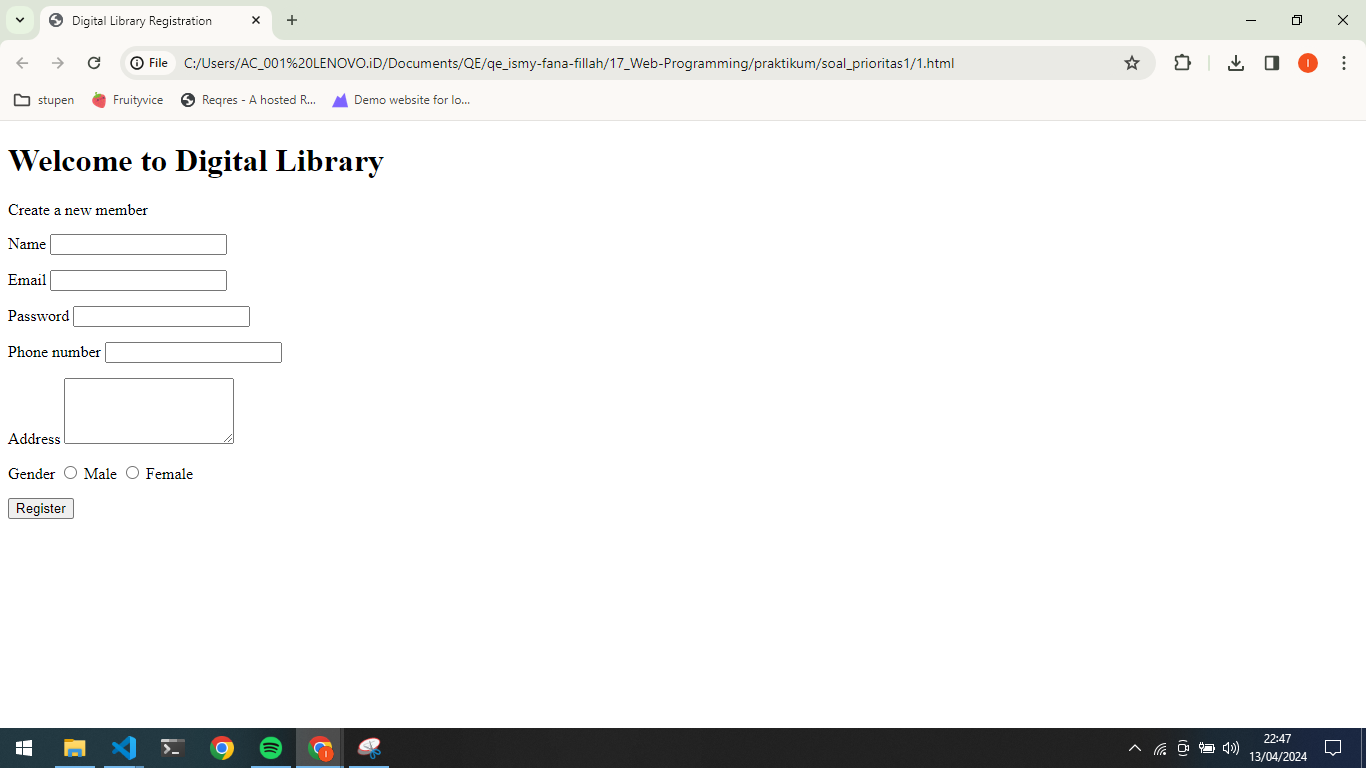 Digital Library Registration
File C:/Users/AC_001%20LENOVO.iD/Documents/QE/qe_ismy-fana-fillah/17_Web-Programming/praktikum/soal_prioritas1/1.html I
stupen Fruityvice Reqres - A hosted R... Demo website for lo...
Welcome to Digital Library
Create a new member
Name
Email
Password
Phone number
Address
Gender Male Female
Register
22:47
13/04/2024